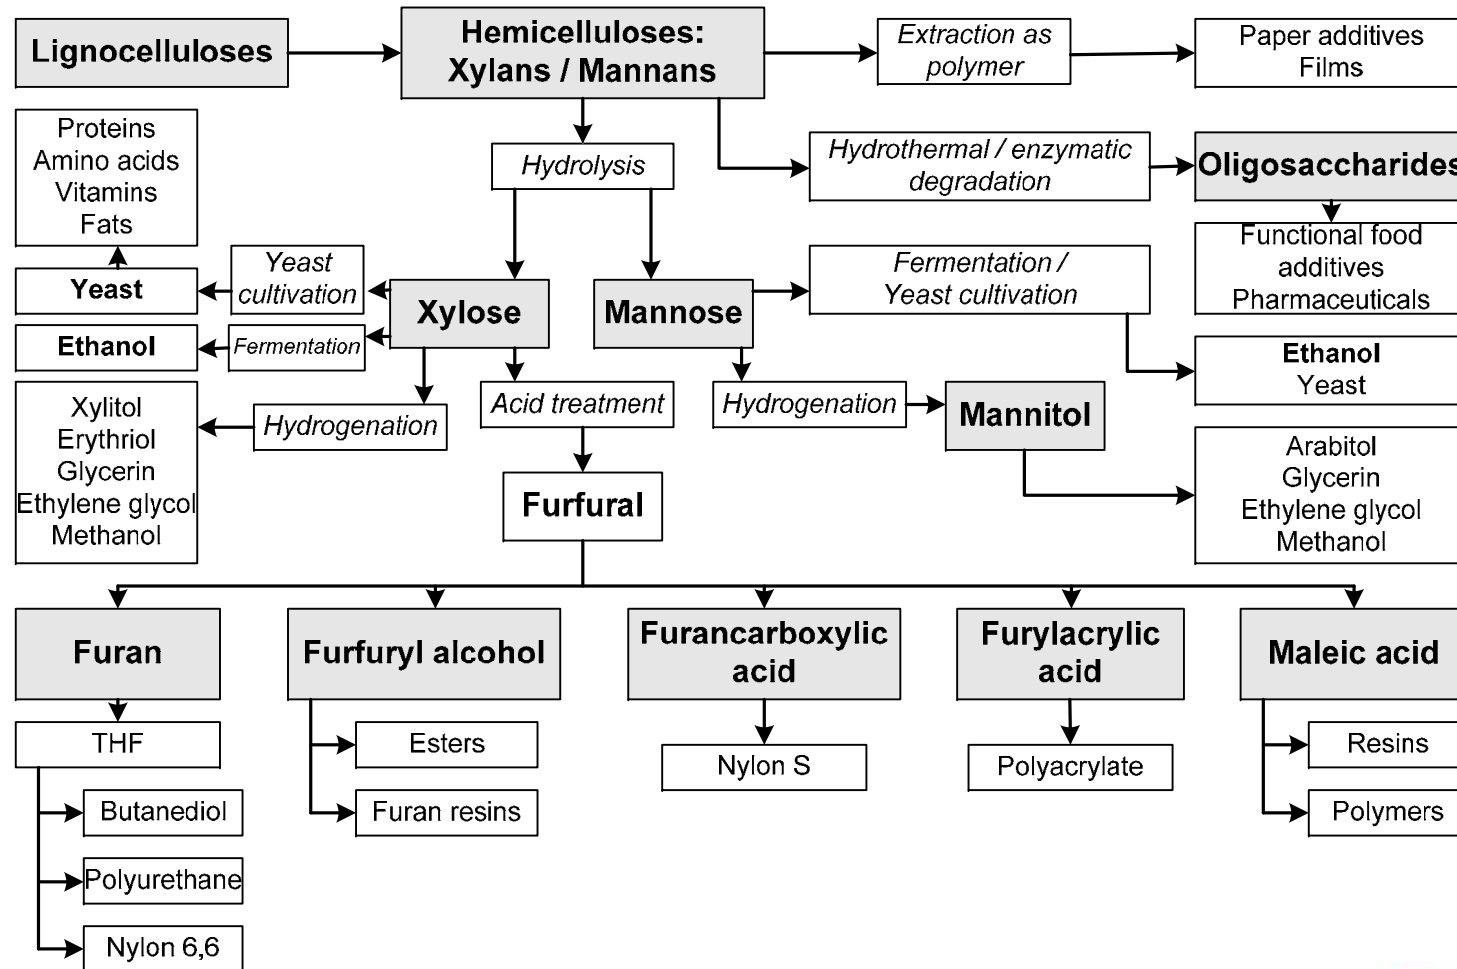 Lignocelluloses
Hemicelluloses:
Xylans / Mannans
Extraction as
polymer
Paper additives
Films
Proteins
Amino acids
Vitamins
Fats
Hydrolysis
Hydrothermal / enzymatic
degradation
Oligosaccharides
Functional food
additives
Pharmaceuticals
Yeast
Yeast
cultivation
Xylose
Mannose
Fermentation /
Yeast cultivation
Ethanol
Fermentation
Ethanol
Yeast
Xylitol
Erythriol
Glycerin
Ethylene glycol
Methanol
Hydrogenation
Acid treatment
Hydrogenation
Mannitol
Arabitol
Glycerin
Ethylene glycol
Methanol
Furfural
Furan
Furfuryl alcohol
Furancarboxylic
acid
Furylacrylic
acid
Maleic acid
THF
Butanediol
Polyurethane
Nylon 6,6
Esters
Furan resins
Nylon S
Polyacrylate
Resins
Polymers